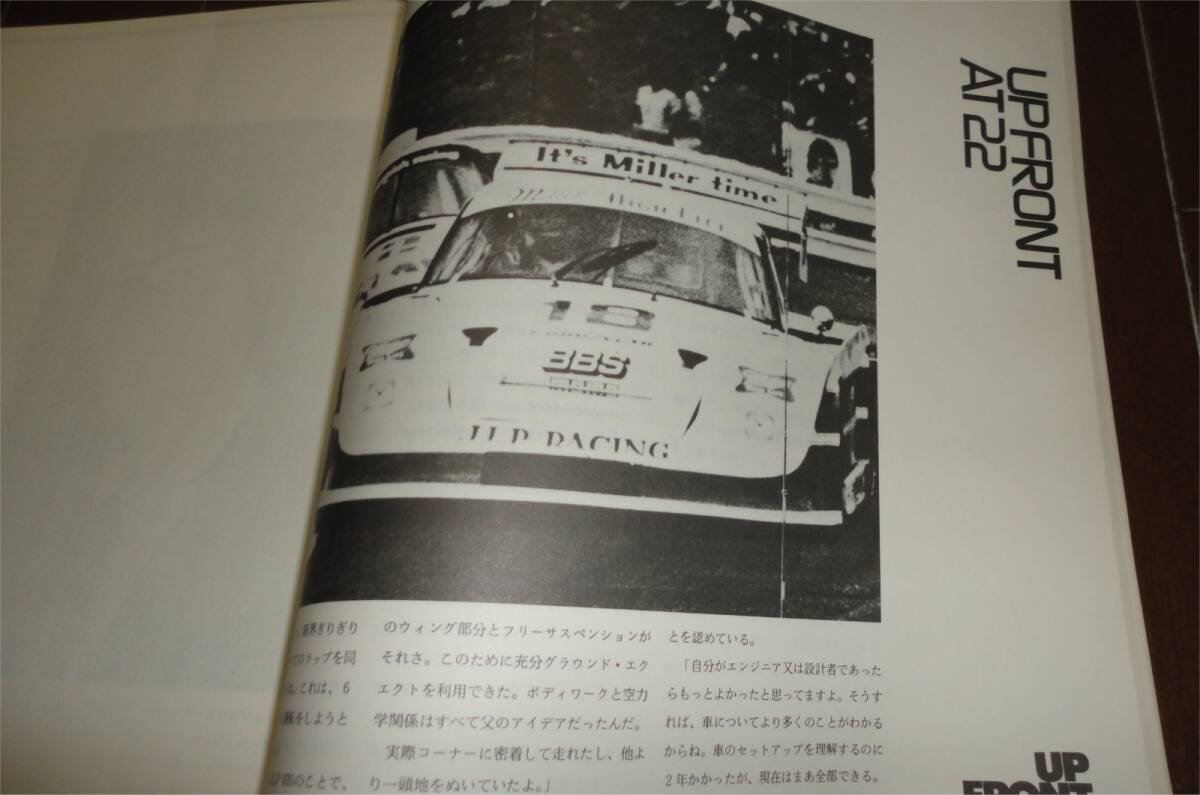 UPFRONT
AT 22
It's Miller time
18
BBS
JLP RACING
限界ぎりぎり
てのラップを同
これは、6
転をしようと
のことで、
のウィング部分とフリーサスペンションが
それさ。このために充分グラウンド・エク
エクトを利用できた。ボディワークと空力
学関係はすべて父のアイデアだったんだ。
実際コーナーに密着して走れたし、他よ
り一頭地をぬいていたよ。」
とを認めている。
「自分がエンジニア又は設計者であった
らもっとよかったと思ってますよ。そうす
れば、車についてより多くのことがわかる
からね。車のセットアップを理解するのに
2年かかったが、現在はまあ全部できる。
UP
FRONT